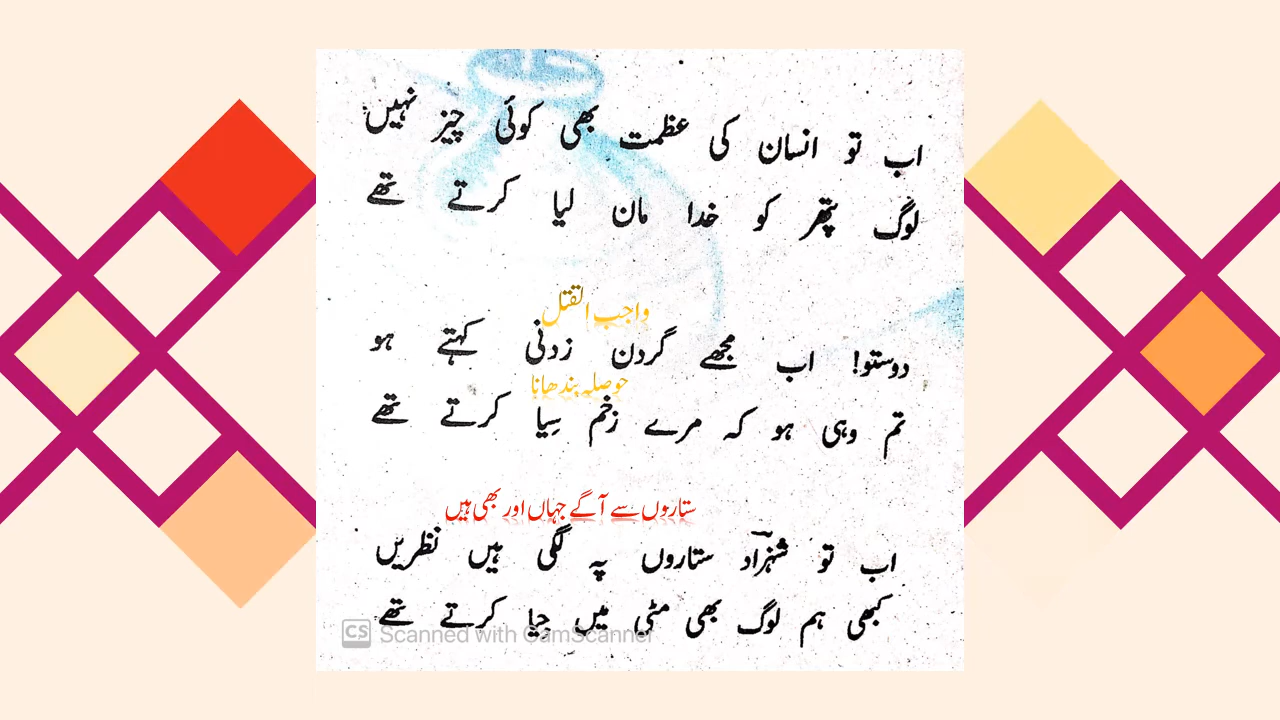 اب تو انسان کی عظمت بھی کوئی چیز نہیں
لوگ پتھر کو خدا مان لیا کرتے تھے
واجب القتل
دوستو! اب مجھے گردن زدنی کہتے ہو
حوصلہ بندھانا
تم وہی ہو کہ مرے زخم سِیا کرتے تھے
ستاروں سے آگے جہاں اور بھی ہیں
اب تو شہزادؔ ستاروں پہ لگی ہیں نظریں
کبھی ہم لوگ بھی مٹی میں جیا کرتے تھے
CS Scanned with CamScanner